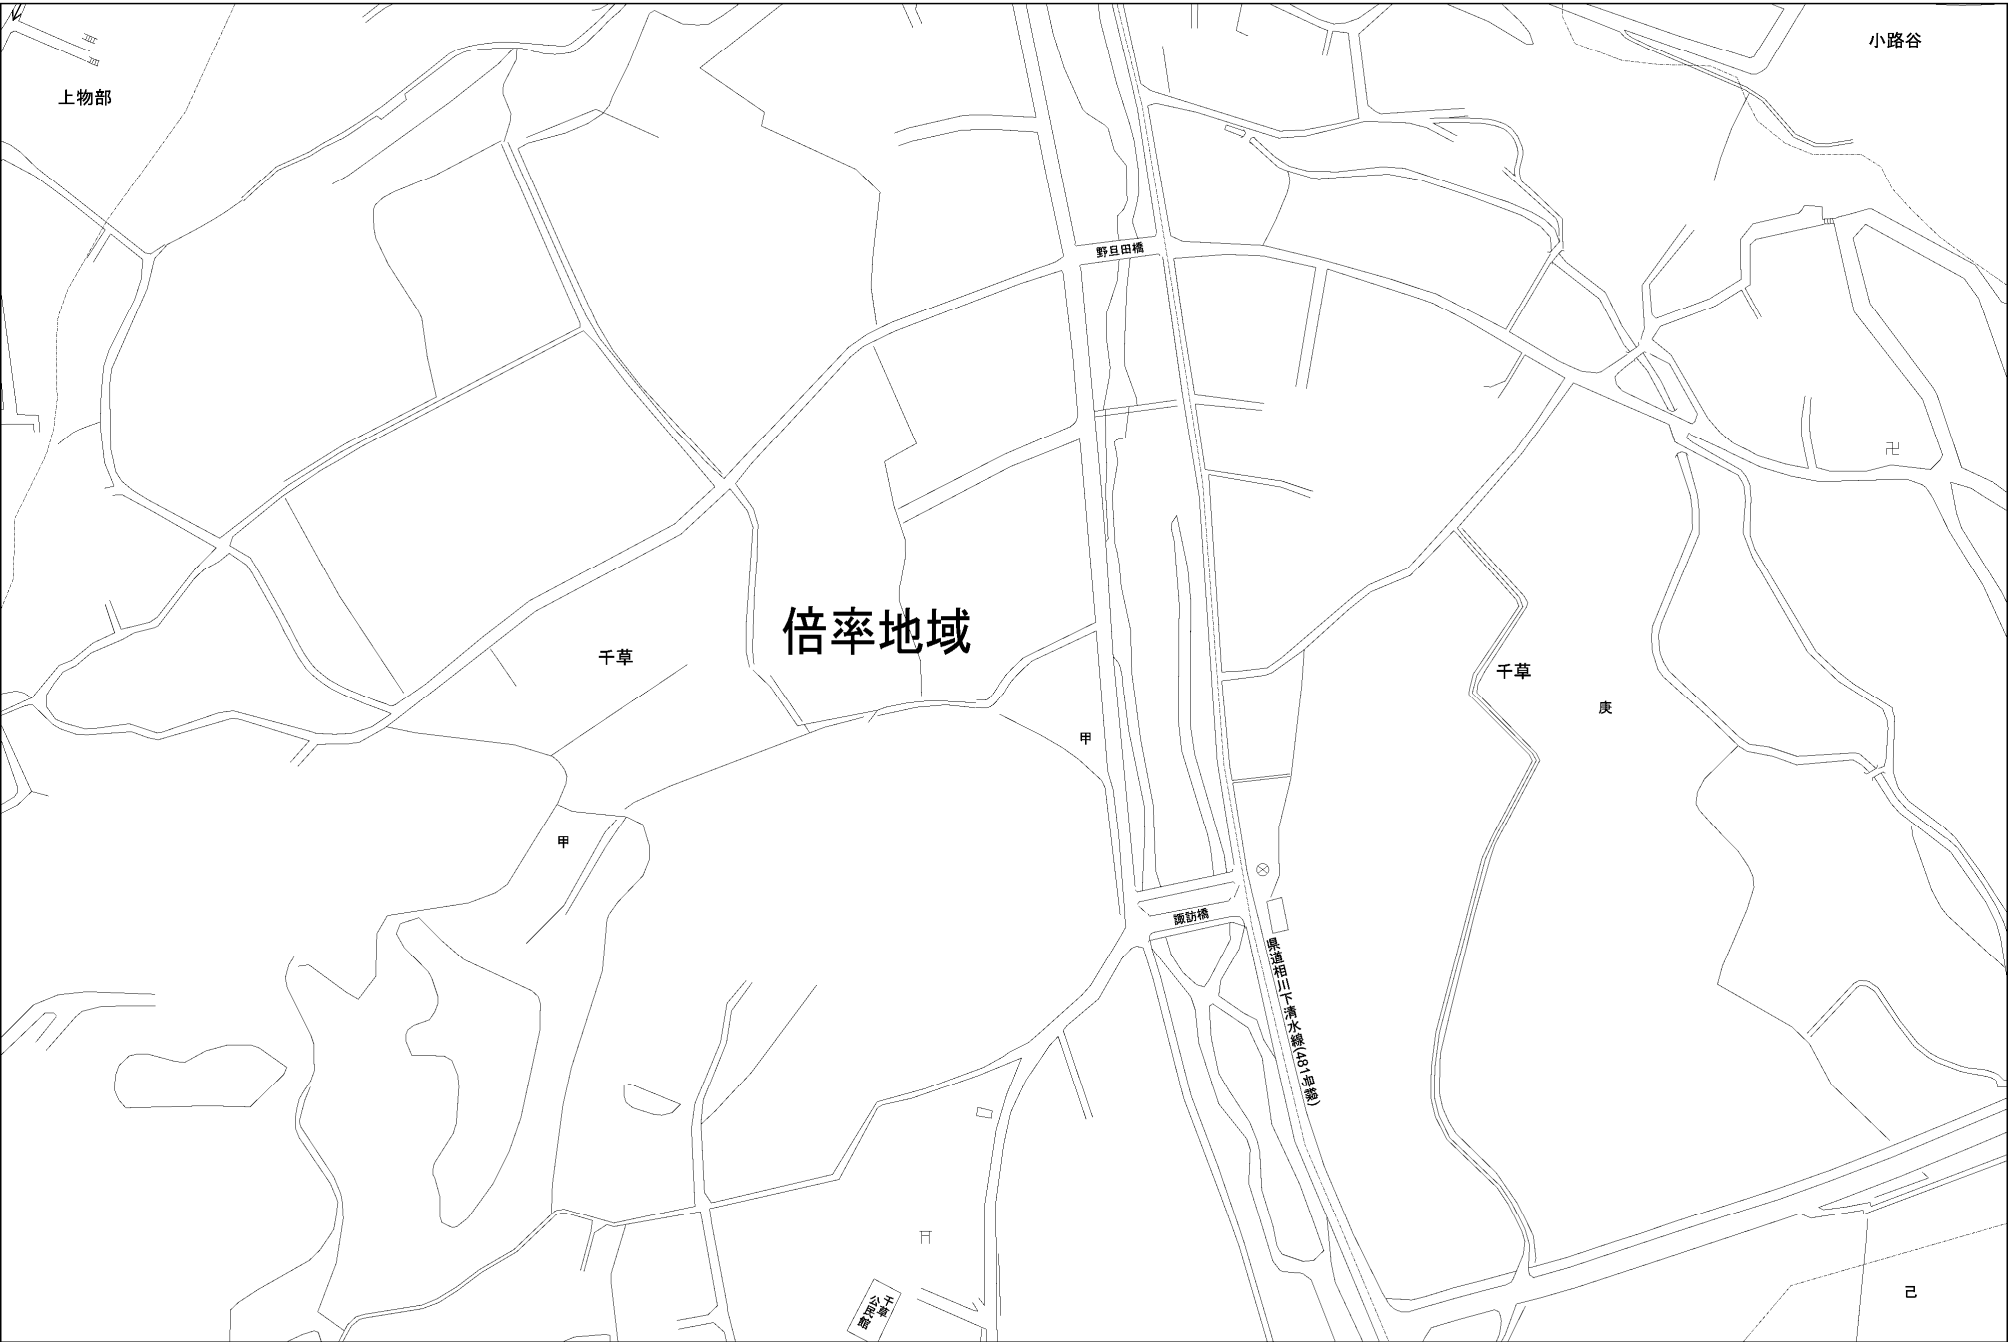 小路谷
上物部
野旦田橋
倍率地域
千草
千草
庚
甲
甲
諏訪橋
県道相川下清水線(481号線)
千草
公民館
己